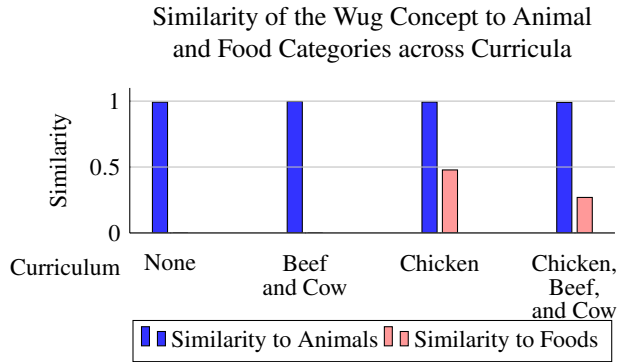 Similarity of the Wug Concept to Animal
and Food Categories across Curricula
1
0.5
0
Similarity
Curriculum
None
Beef
and Cow
Chicken
Chicken,
Beef,
and Cow
Similarity to Animals
Similarity to Foods